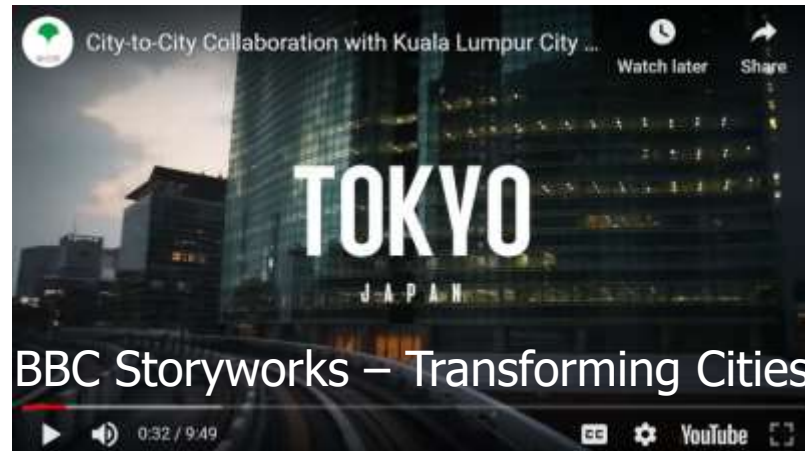 City-to-City Collaboration with Kuala Lumpur City ...
Watch later
Share
TOKYO
JAPAN
BBC Storyworks – Transforming Cities
0:32 / 9:49
CC
YouTube